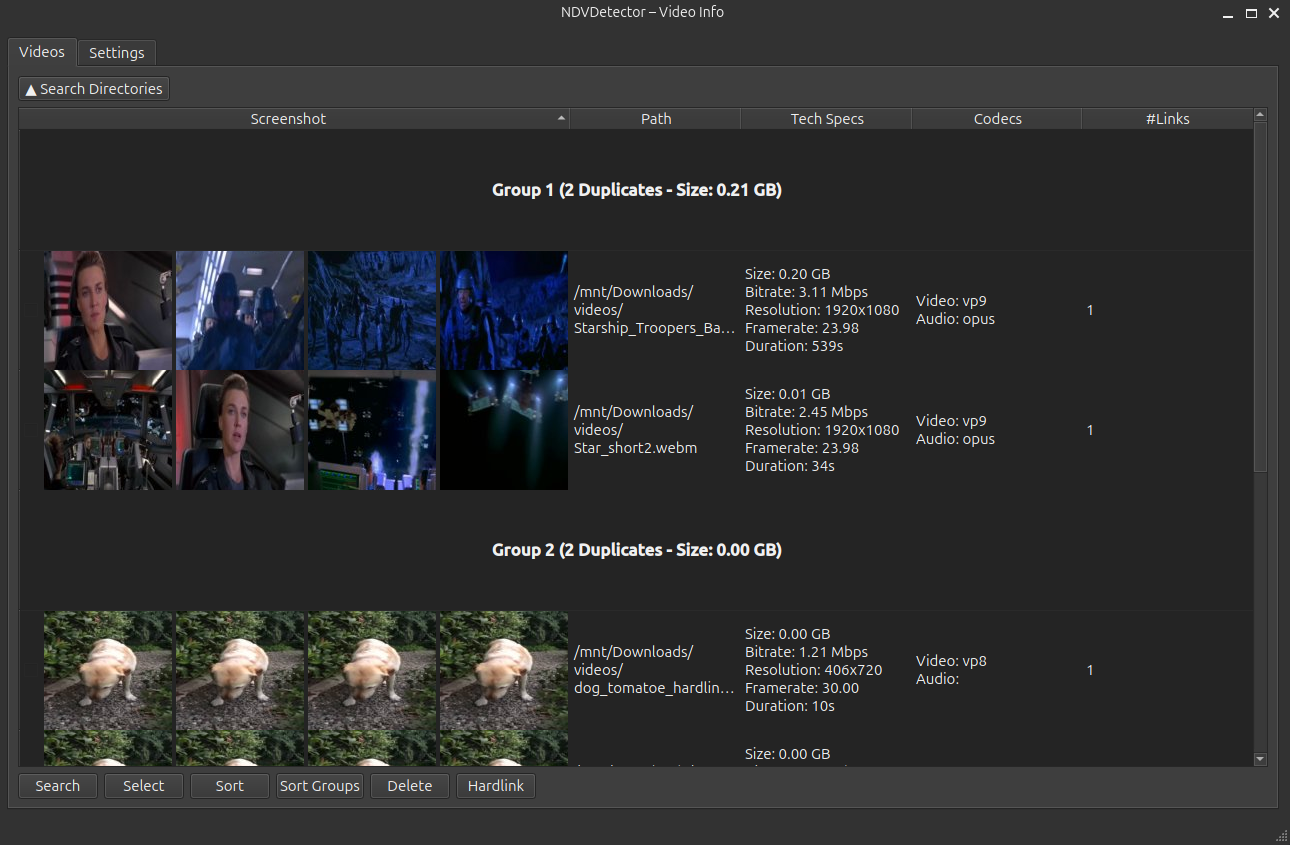 NDVDetector – Video Info
Videos
Settings
▲ Search Directories
Screenshot
Path
Tech Specs
Codecs
#Links
Group 1 (2 Duplicates - Size: 0.21 GB)
/mnt/Downloads/
videos/
Starship_Troopers_Ba...
Size: 0.20 GB
Bitrate: 3.11 Mbps
Resolution: 1920x1080
Framerate: 23.98
Duration: 539s
Video: vp9
Audio: opus
1
/mnt/Downloads/
videos/
Star_short2.webm
Size: 0.01 GB
Bitrate: 2.45 Mbps
Resolution: 1920x1080
Framerate: 23.98
Duration: 34s
Video: vp9
Audio: opus
1
Group 2 (2 Duplicates - Size: 0.00 GB)
/mnt/Downloads/
videos/
dog_tomatoe_hardlin...
Size: 0.00 GB
Bitrate: 1.21 Mbps
Resolution: 406x720
Framerate: 30.00
Duration: 10s
Video: vp8
Audio:
1
Size: 0.00 GB
Search
Select
Sort
Sort Groups
Delete
Hardlink